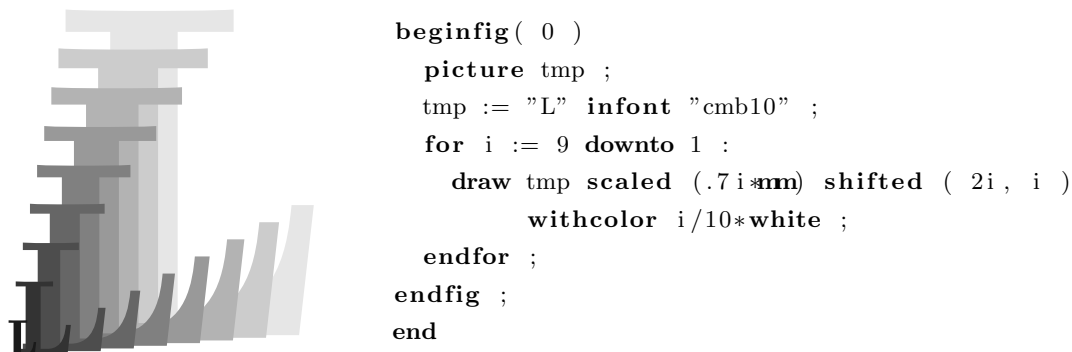 beginfig( 0 )
picture tmp ;
tmp := ”L” infont ”cmb10” ;
for i := 9 downto 1 :
draw tmp scaled (.7i∗mm) shifted ( 2i, i )
withcolor i/10∗white ;
endfor ;
endfig ;
end
L